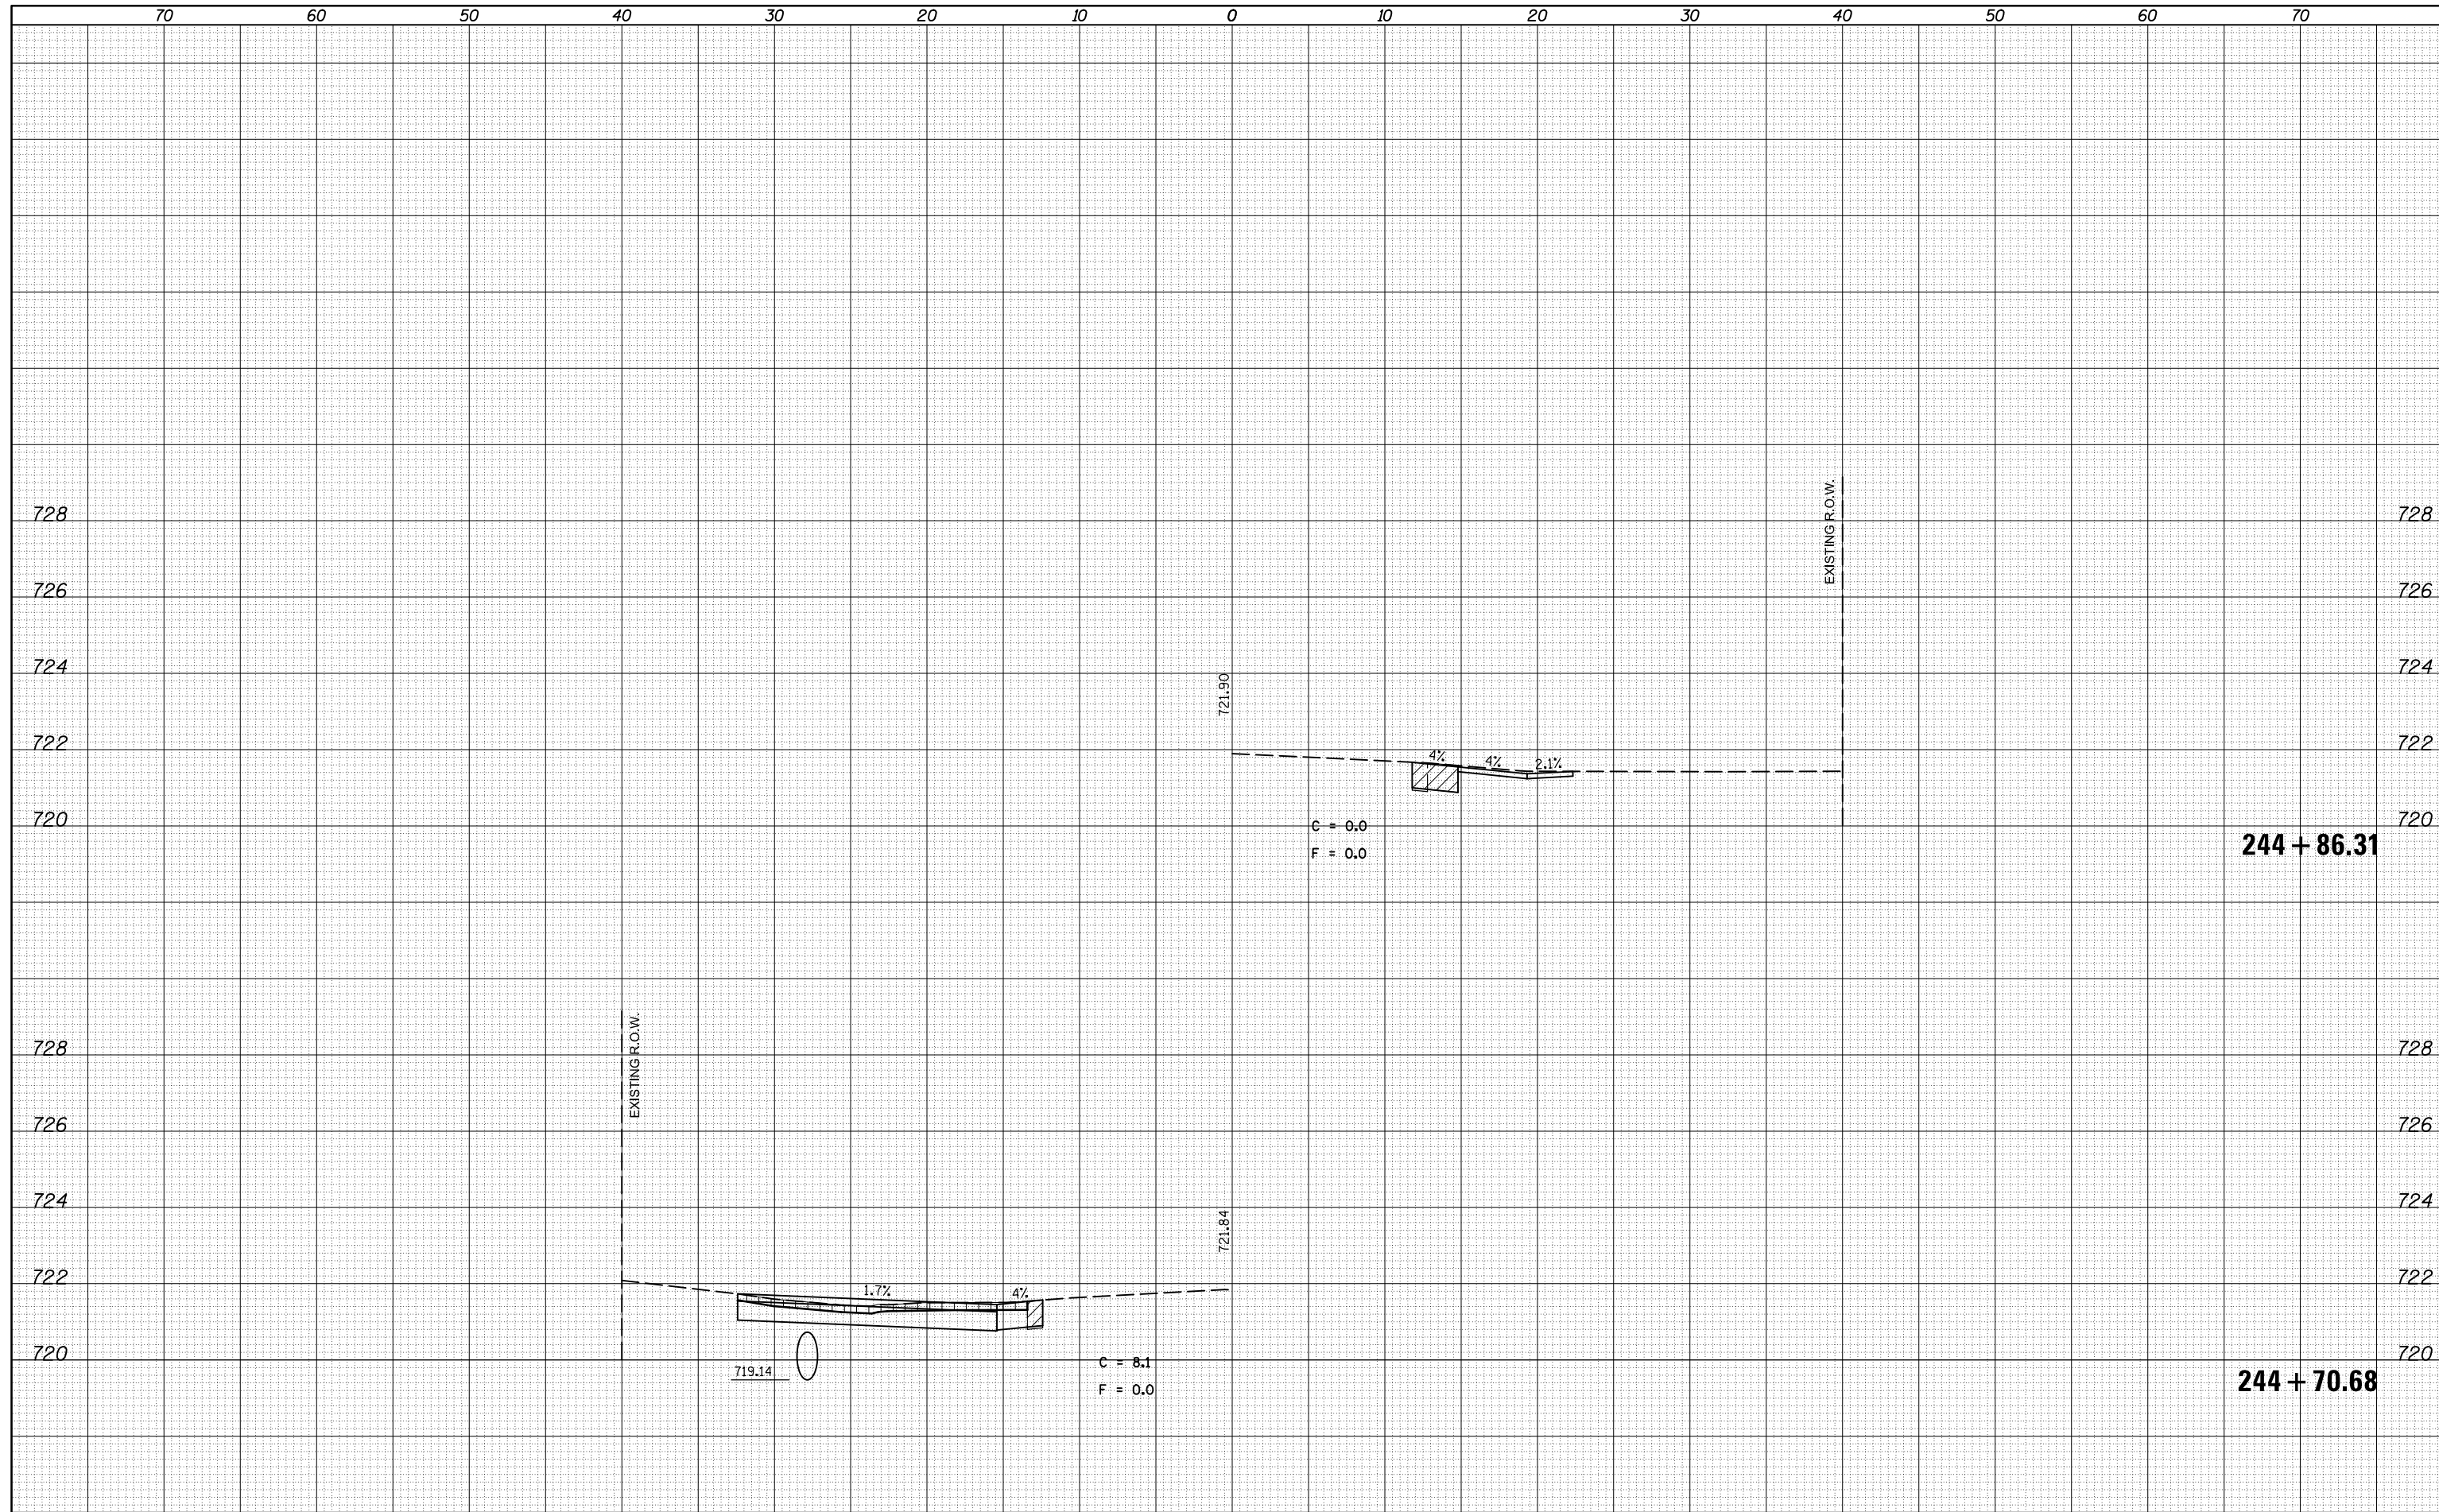 70 60 50 40 30 20 10 0 10 20 30 40 50 60 70
EXISTING R.O.W.
728 728
726 726
724 724
721.90
722 722
4% 4% 2.1%
720 720
C = 0.0
F = 0.0
244 + 86.31
EXISTING R.O.W.
728 728
726 726
724 724
721.84
722 722
1.7% 4%
720 720
719.14
C = 8.1
F = 0.0
244 + 70.68